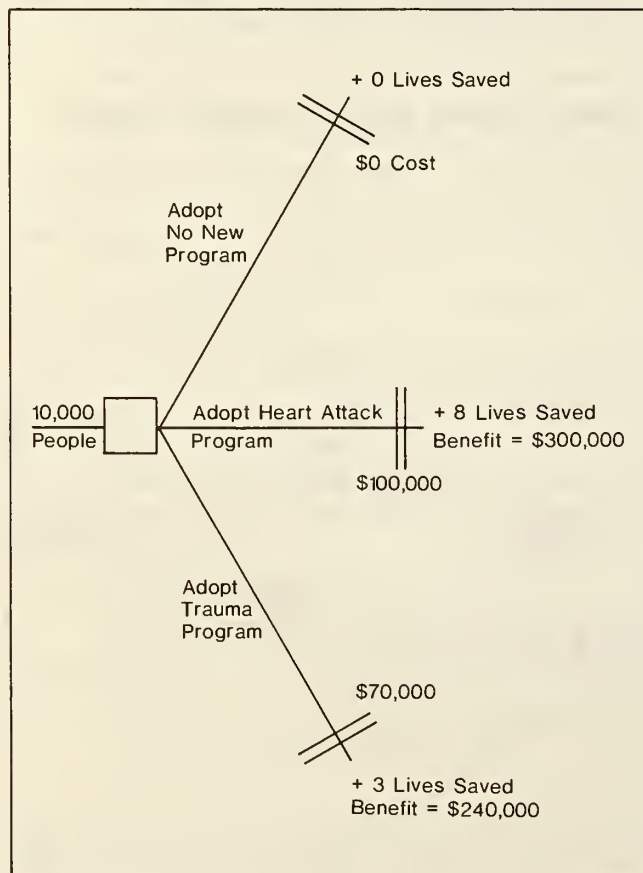 + 0 Lives Saved
$0 Cost
Adopt
No New
Program
10,000
People
Adopt Heart Attack
Program
+ 8 Lives Saved
Benefit = $300,000
$100,000
Adopt
Trauma
Program
$70,000
+ 3 Lives Saved
Benefit = $240,000